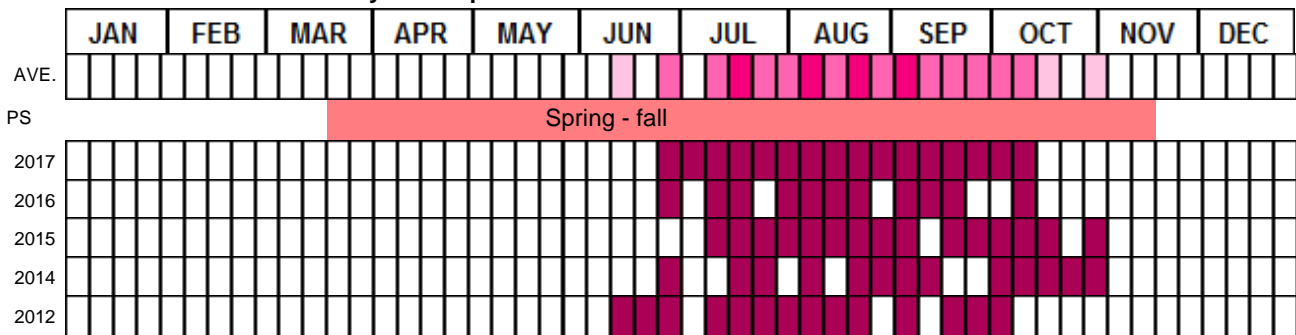 JAN FEB MAR APR MAY JUN JUL AUG SEP OCT NOV DEC
AVE.
PS Spring - fall
2017
2016
2015
2014
2012